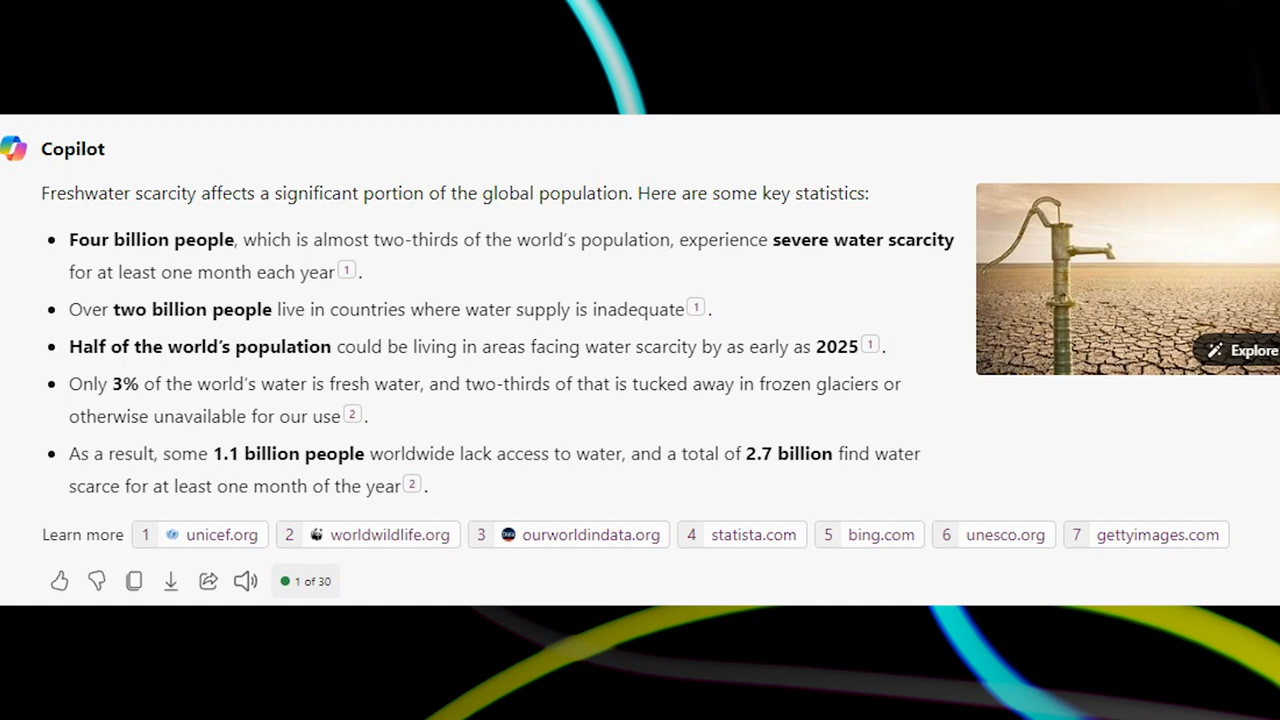 Copilot
Freshwater scarcity affects a significant portion of the global population. Here are some key statistics:
• Four billion people, which is almost two-thirds of the world's population, experience severe water scarcity
for at least one month each year 1 .
• Over two billion people live in countries where water supply is inadequate 1 .
• Half of the world's population could be living in areas facing water scarcity by as early as 2025 1 .
• Only 3% of the world's water is fresh water, and two-thirds of that is tucked away in frozen glaciers or
otherwise unavailable for our use 2 .
• As a result, some 1.1 billion people worldwide lack access to water, and a total of 2.7 billion find water
scarce for at least one month of the year 2 .
Explore
Learn more 1 unicef.org 2 worldwildlife.org 3 ourworldindata.org 4 statista.com 5 bing.com 6 unesco.org 7 gettyimages.com
1 of 30